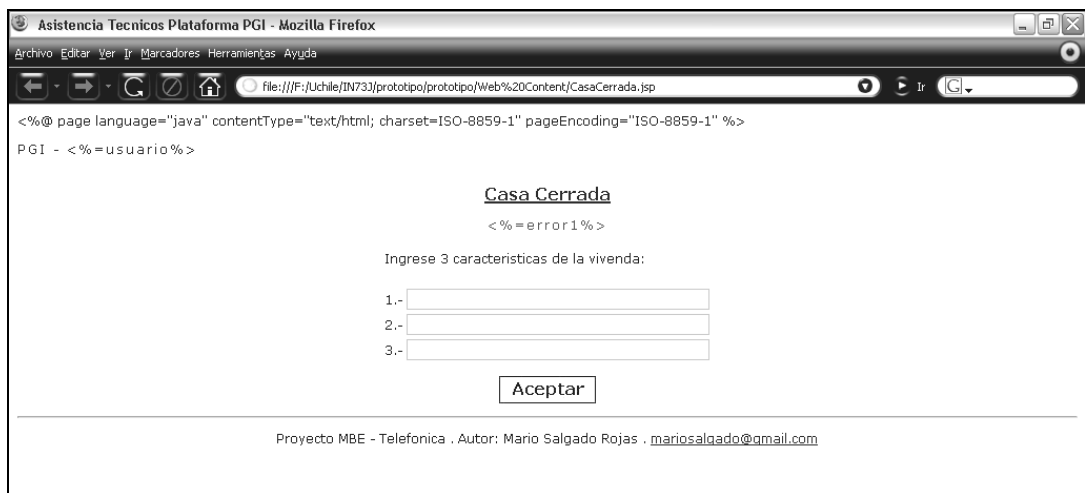 Asistencia Tecnicos Plataforma PGI - Mozilla Firefox
Archivo Editar Ver Ir Marcadores Herramientas Ayuda
file:///F:/Uchile/IN73J/prototipo/prototipo/Web%20Content/CasaCerrada.jsp Ir G
<%@ page language="java" contentType="text/html; charset=ISO-8859-1" pageEncoding="ISO-8859-1" %>
PGI - <%=usuario%>
Casa Cerrada
<%=error1%>
Ingrese 3 caracteristicas de la vivenda:
1.-
2.-
3.-
Aceptar
Proyecto MBE - Telefonica . Autor: Mario Salgado Rojas . mariosalgado@gmail.com